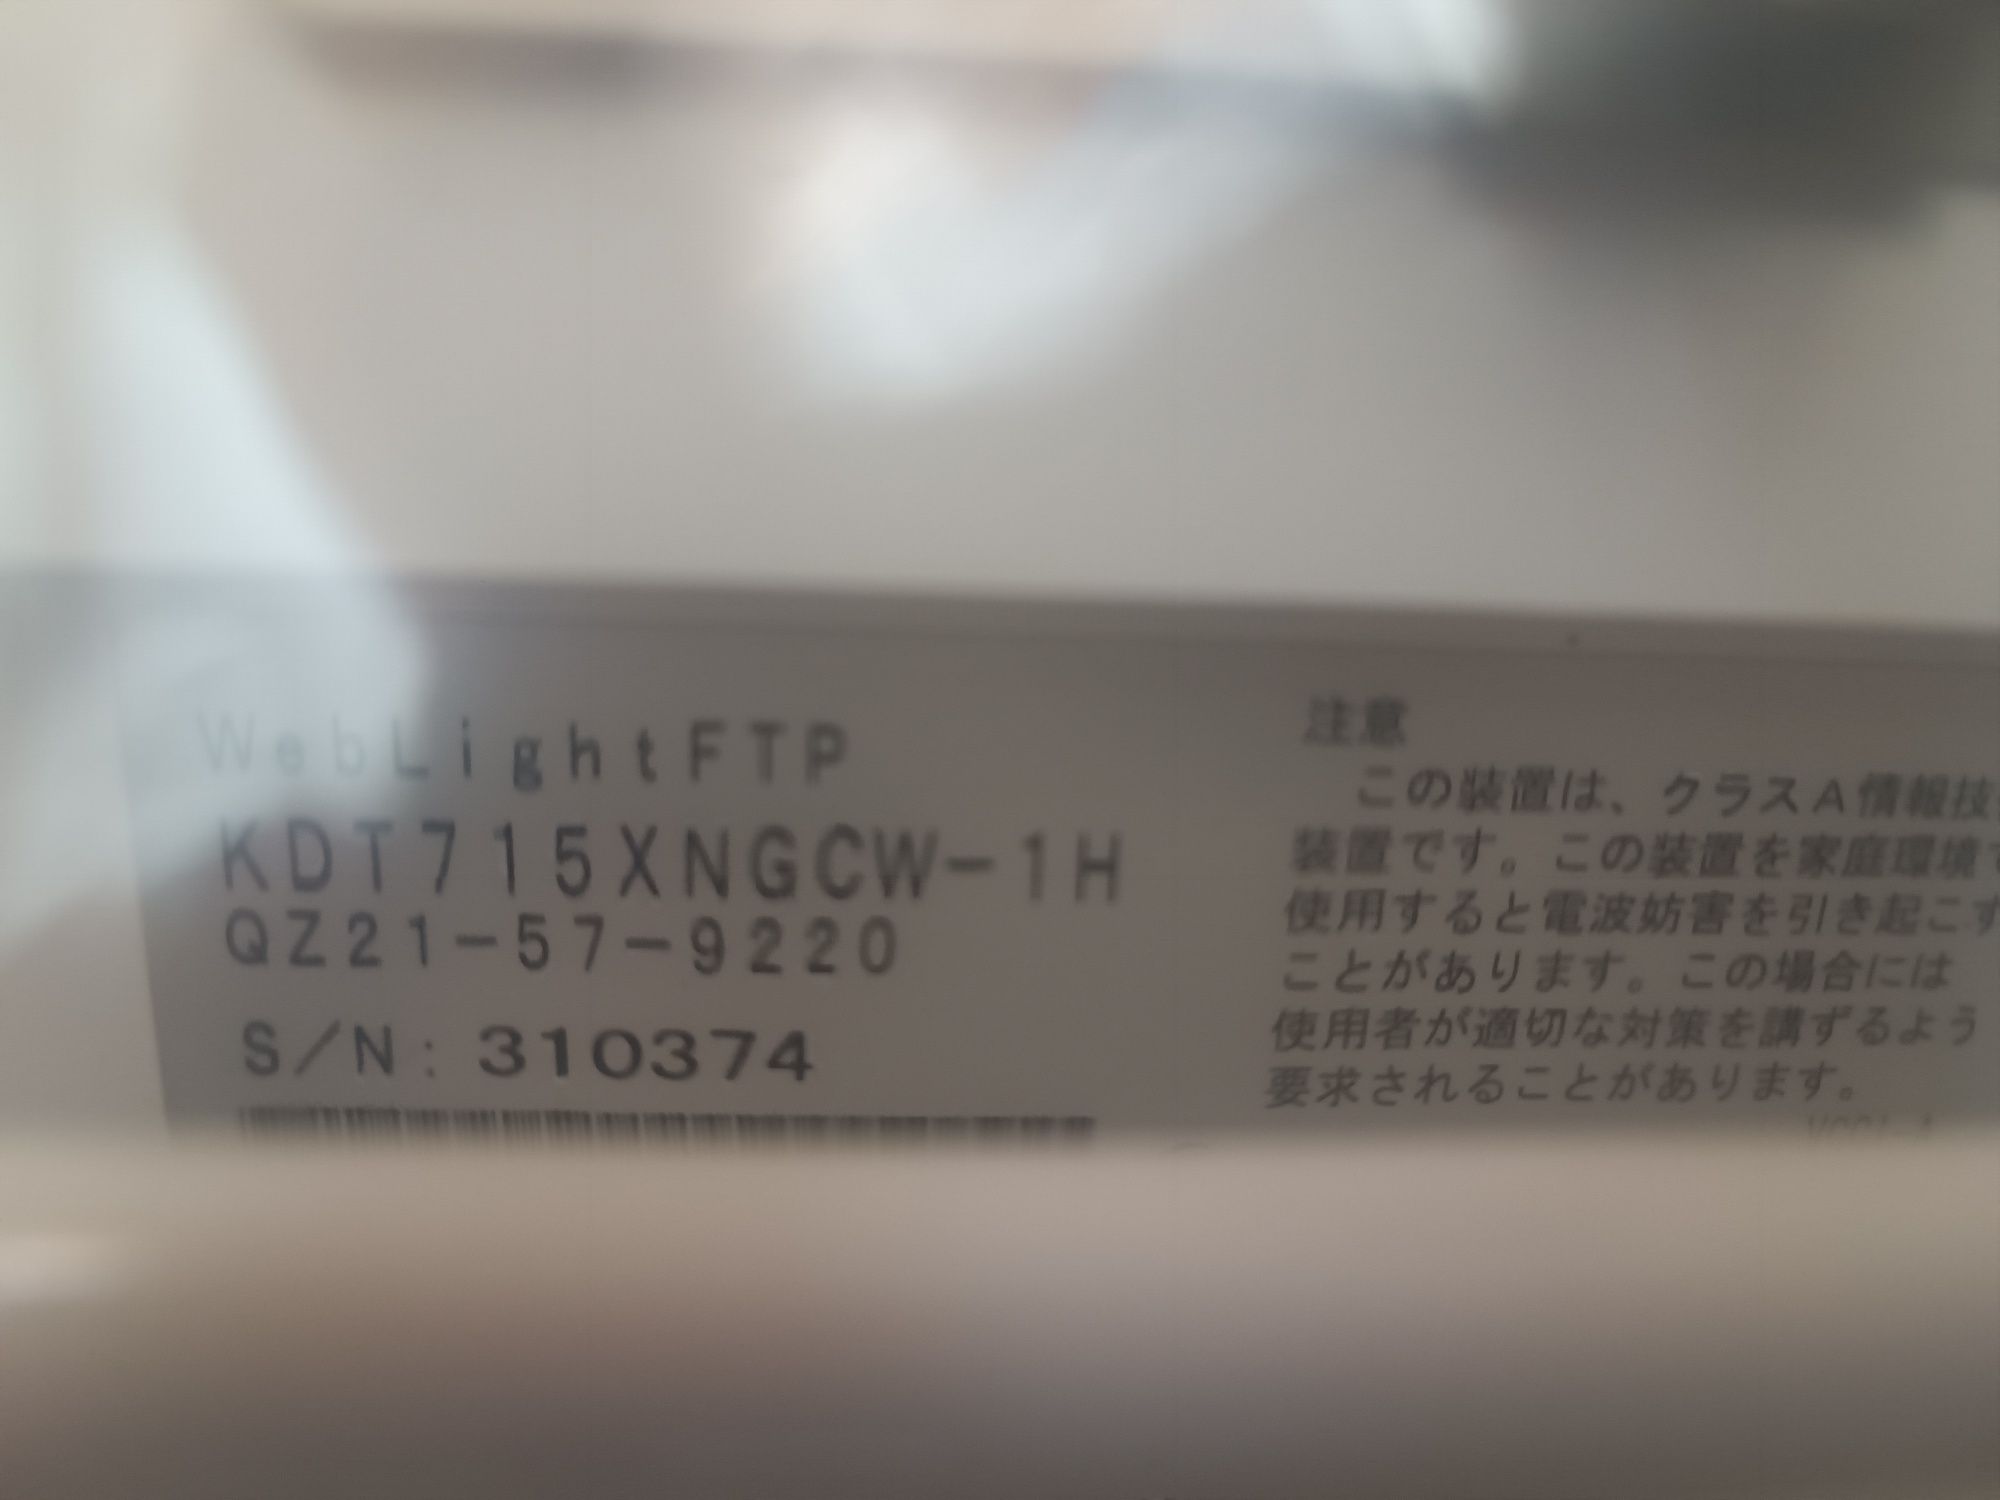 WebLightFTP
KDT715XNGCW-1H
QZ21-57-9220
S/N: 310374
注意
この装置は、クラスA情報技
装置です。この装置を家庭環境で
使用すると電波妨害を引き起こす
ことがあります。この場合には
使用者が適切な対策を講ずるよう
要求されることがあります。